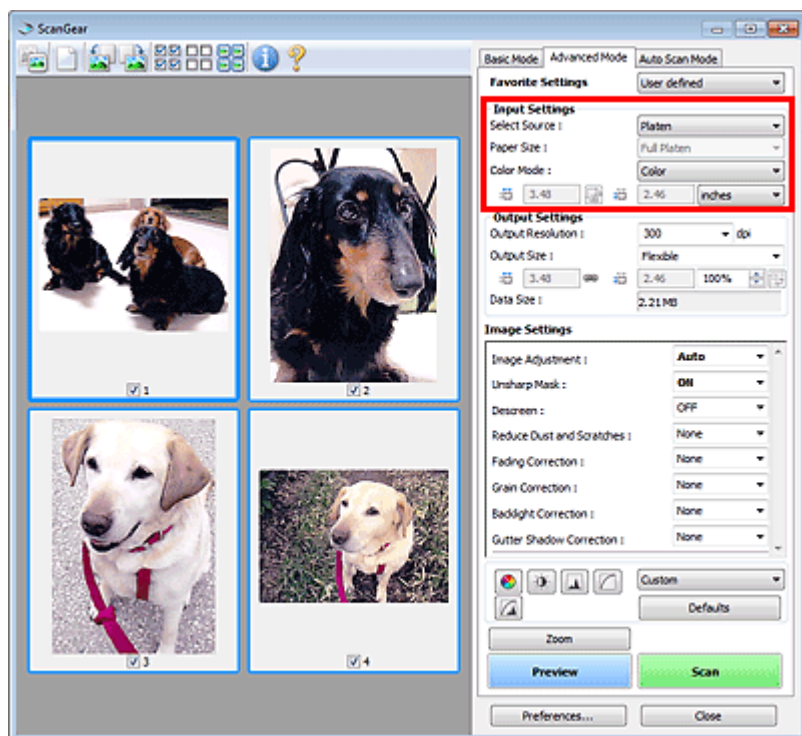 ScanGear
Basic Mode Advanced Mode Auto Scan Mode
Favorite Settings User defined
Input Settings
Select Source : Platen
Paper Size : Full Platen
Color Mode : Color
3.48 2.46 inches
Output Settings
Output Resolution : 300 dpi
Output Size : Flexible
3.48 2.46 100%
Data Size : 2.21 MB
Image Settings
Image Adjustment : Auto
Unsharp Mask : ON
Descreen : OFF
Reduce Dust and Scratches : None
Fading Correction : None
Grain Correction : None
Backlight Correction : None
Gutter Shadow Correction : None
Custom
Defaults
Zoom
Preview Scan
Preferences... Close
1 2
3 4